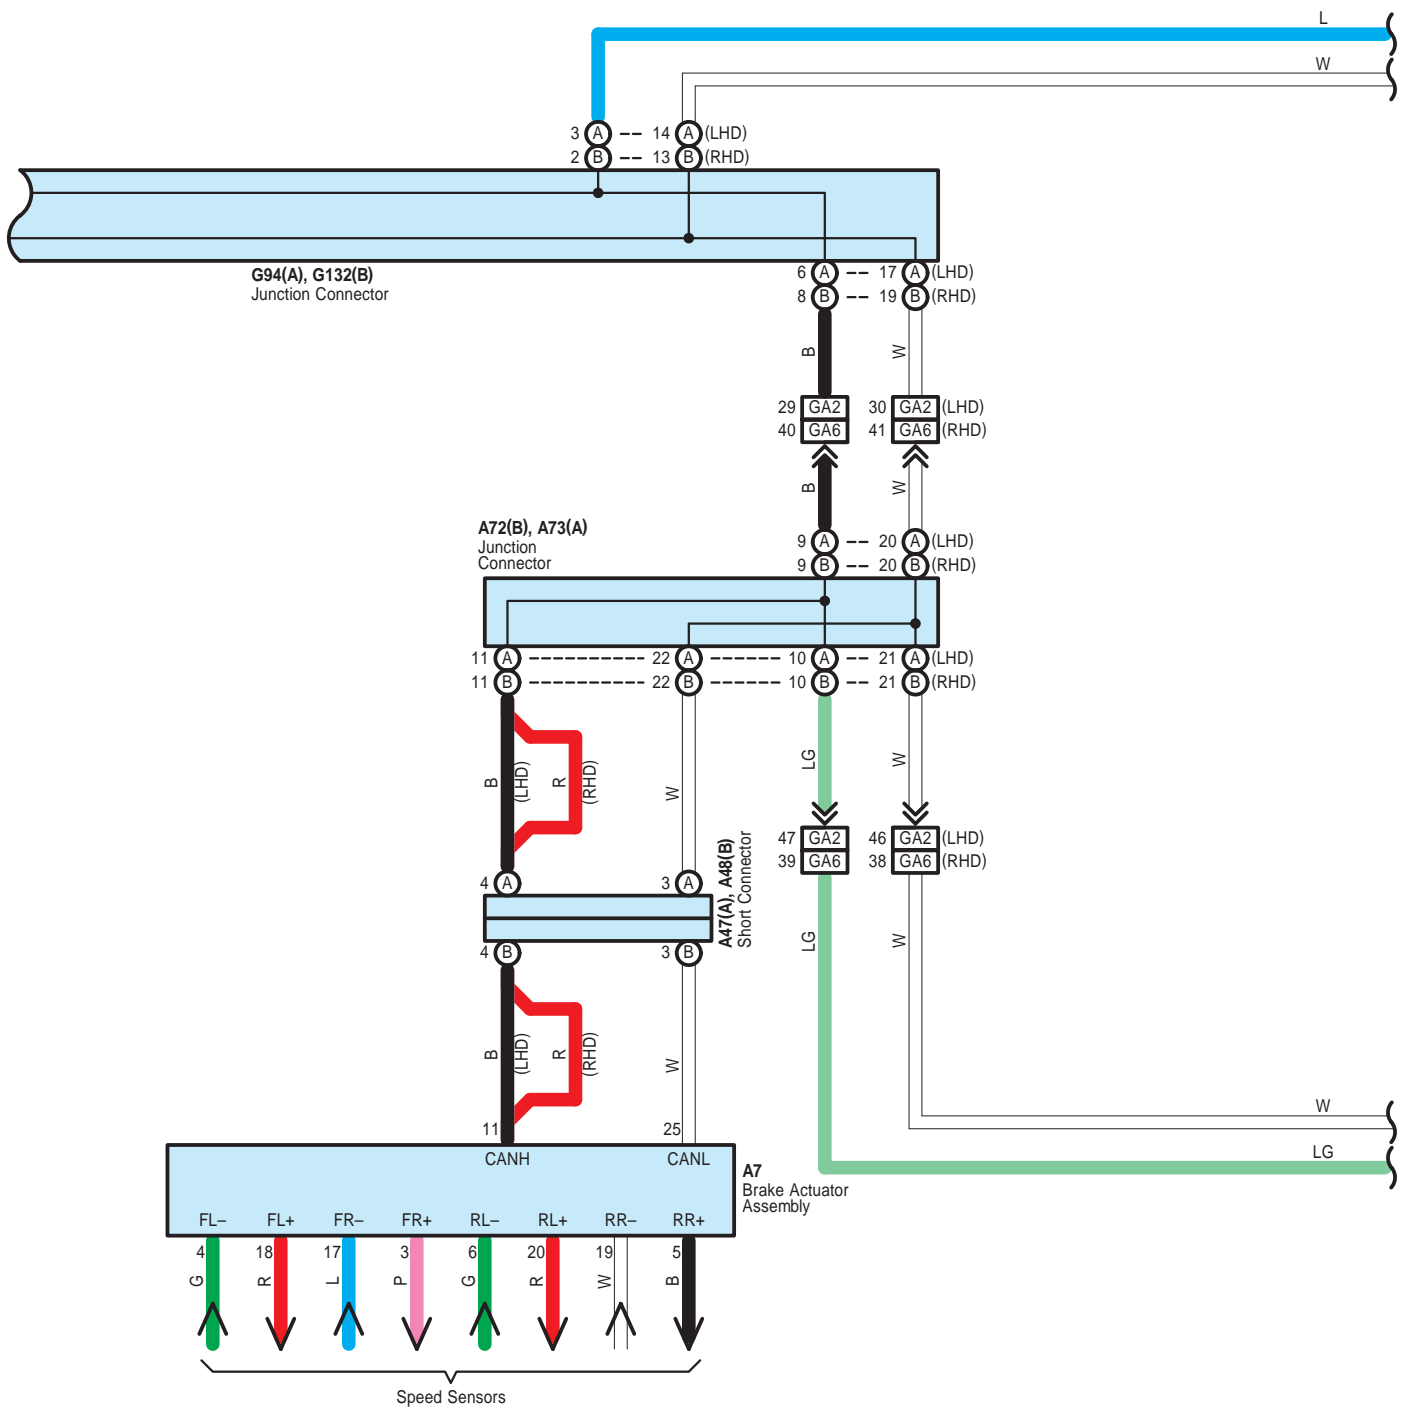 L
W
3 A -- 14 A (LHD)
2 B -- 13 B (RHD)
G94(A), G132(B)
Junction Connector
6 A -- 17 A (LHD)
8 B -- 19 B (RHD)
B W
29 GA2 30 GA2 (LHD)
40 GA6 41 GA6 (RHD)
B W
A72(B), A73(A)
Junction
Connector
9 A -- 20 A (LHD)
9 B -- 20 B (RHD)
11 A 22 A 10 A -- 21 A (LHD)
11 B 22 B 10 B -- 21 B (RHD)
B
(LHD)
R
(RHD)
W
LG
W
47 GA2 46 GA2 (LHD)
39 GA6 38 GA6 (RHD)
4 A 3 A
A47(A), A48(B)
Short Connector
4 B 3 B
LG
W
B
(LHD)
R
(RHD)
W
W
LG
11 25
CANH CANL
A7
Brake Actuator
Assembly
FL– FL+ FR– FR+ RL– RL+ RR– RR+
4 18 17 3 6 20 19 5
G R L P G R W B
Speed Sensors